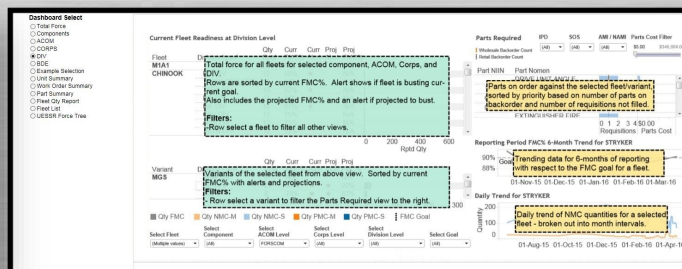 Dashboard Select
Total Force
Components
ACOM
CORPS
DIV
BDE
Example Selection
Unit Summary
Work Order Summary
Part Summary
Fleet Qty Report
Fleet List
UESSR Force Tree
Current Fleet Readiness at Division Level
Qty Curr Curr Proj Proj
Fleet
M1A1
CHINOOK
Total force for all fleets for selected component, ACOM, Corps, and
DIV.
Rows are sorted by current FMC%. Alert shows if fleet is busting cur-
rent goal.
Also includes the projected FMC% and an alert if projected to bust.
Filters:
-Row select a fleet to filter all other views.
0 200 400 600
Rptd Qty
Qty Curr Curr Proj Proj
Variant
MGS
Variants of the selected fleet from above view. Sorted by current
FMC% with alerts and projections.
Filters:
- Row select a variant to filter the Parts Required view to the right.
300
Qty FMC Qty NMC-M Qty NMC-S Qty PMC-M Qty PMC-S FMC Goal
Select Fleet
(Multiple values)
Select Component
(All)
Select ACOM Level
FORSCOM
Select Corps Level
(All)
Select Division Level
(All)
Select Goal
(All)
Parts Required IPD SOS AMI / NAMI Parts Cost Filter
Wholesale Backorder Count
Retail Backorder Count
(All) (All) (All) $0.00
Part NIIN Part Nomen
DRIVE UNIT ANGLE
Parts on order against the selected fleet/variant,
sorted by priority based on number of parts on
backorder and number of requisitions not filled.
EXTINGUISHER FIRE
0 1 2 3 4 $0.00
Requisitions Parts Cost
Reporting Period FMC% 6-Month Trend for STRYKER
90%
88%
Goal
Trending data for 6-months of reporting
with respect to the FMC goal for a fleet.
01-Nov-15 01-Dec-15 01-Jan-16 01-Feb-16 01-Mar-16
Daily Trend for STRYKER
Quantity
200
100
0
Daily trend of NMC quantities for a selected
fleet - broken out into month intervals.
01-Aug-15 01-Oct-15 01-Dec-15 01-Feb-16 01-Apr-16